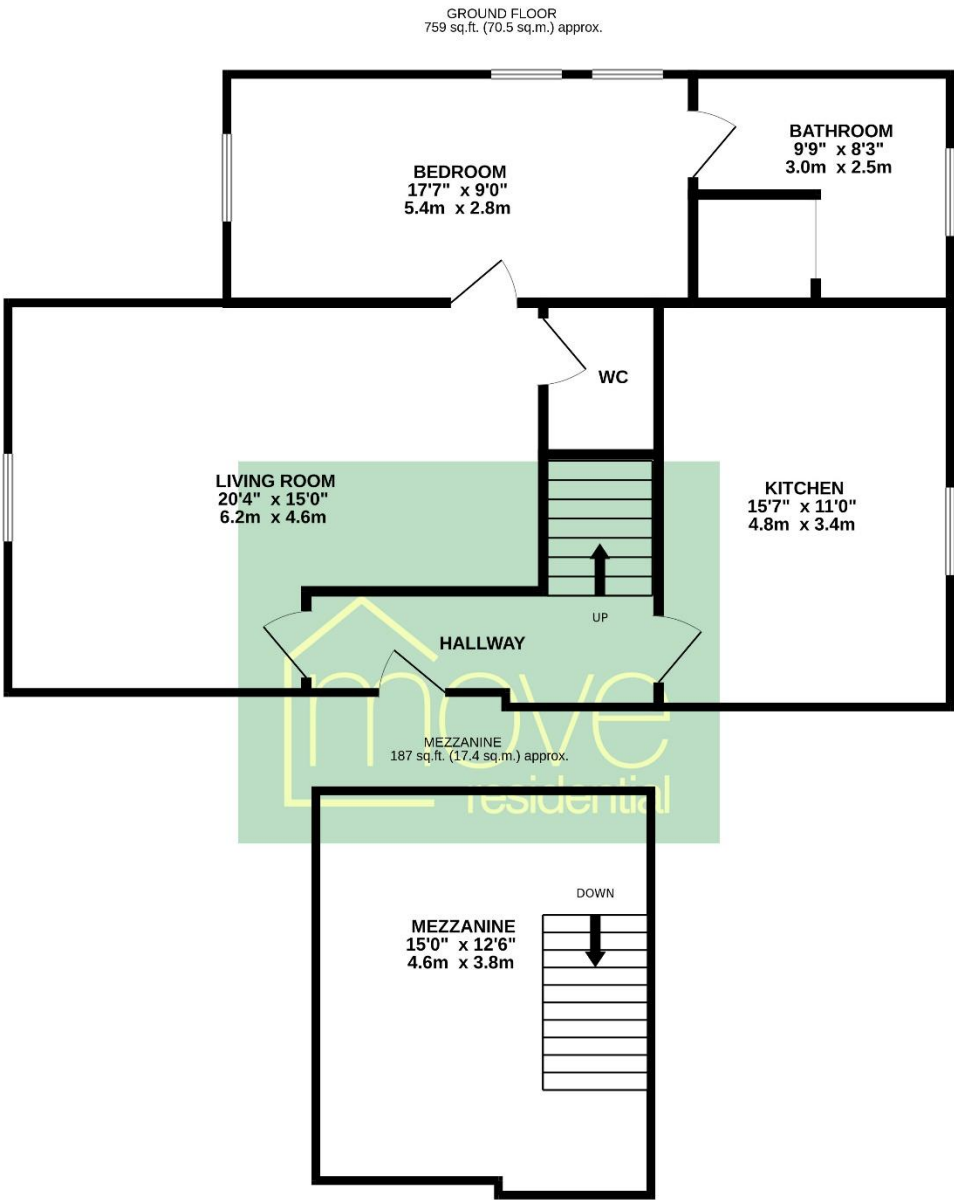 GROUND FLOOR
759 sq.ft. (70.5 sq.m.) approx.
BATHROOM
9'9" x 8'3"
3.0m x 2.5m
BEDROOM
17'7" x 9'0"
5.4m x 2.8m
WC
LIVING ROOM
20'4" x 15'0"
6.2m x 4.6m
KITCHEN
15'7" x 11'0"
4.8m x 3.4m
UP
HALLWAY
move
residential
MEZZANINE
187 sq.ft. (17.4 sq.m.) approx.
DOWN
MEZZANINE
15'0" x 12'6"
4.6m x 3.8m